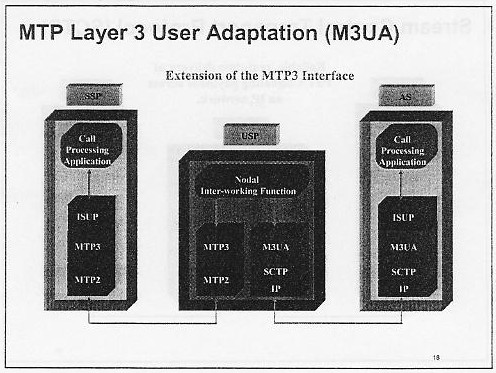 MTP Layer 3 User Adaptation (M3UA)
Extension of the MTP3 Interface
SSP
USP
AS
Call
Processing
Application
ISUP
MTP3
MTP2
Nodal
Inter-working Function
MTP3
MTP2
M3UA
SCTP
IP
Call
Processing
Application
ISUP
M3UA
SCTP
IP
18